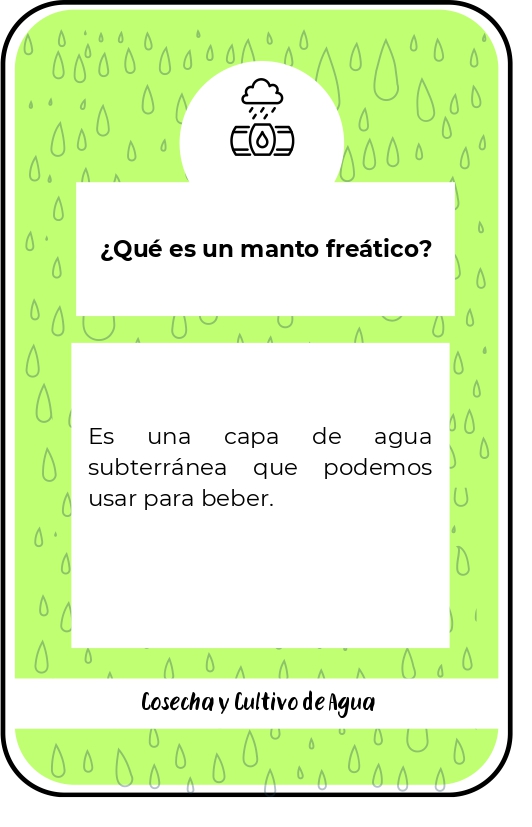 ¿Qué es un manto freático?
Es una capa de agua
subterránea que podemos
usar para beber.
Cosecha y Cultivo de Agua